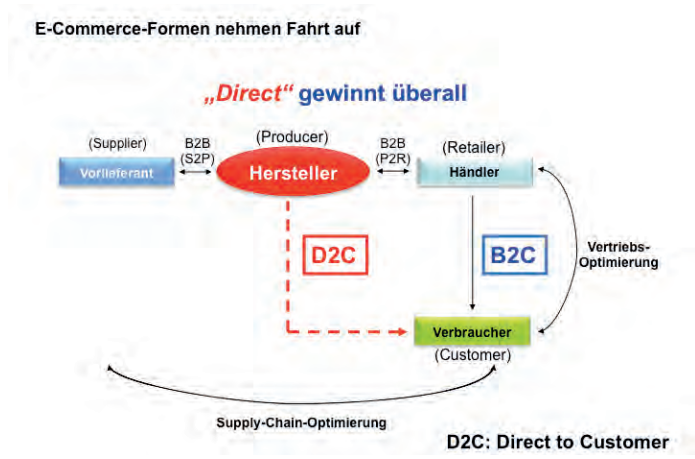 E-Commerce-Formen nehmen Fahrt auf
„Direct“ gewinnt überall
(Supplier)
B2B
(S2P)
(Producer)
B2B
(P2R)
(Retailer)
Vorlieferant
Hersteller
Händler
D2C
B2C
Vertriebs-
Optimierung
Verbraucher
(Customer)
Supply-Chain-Optimierung
D2C: Direct to Customer